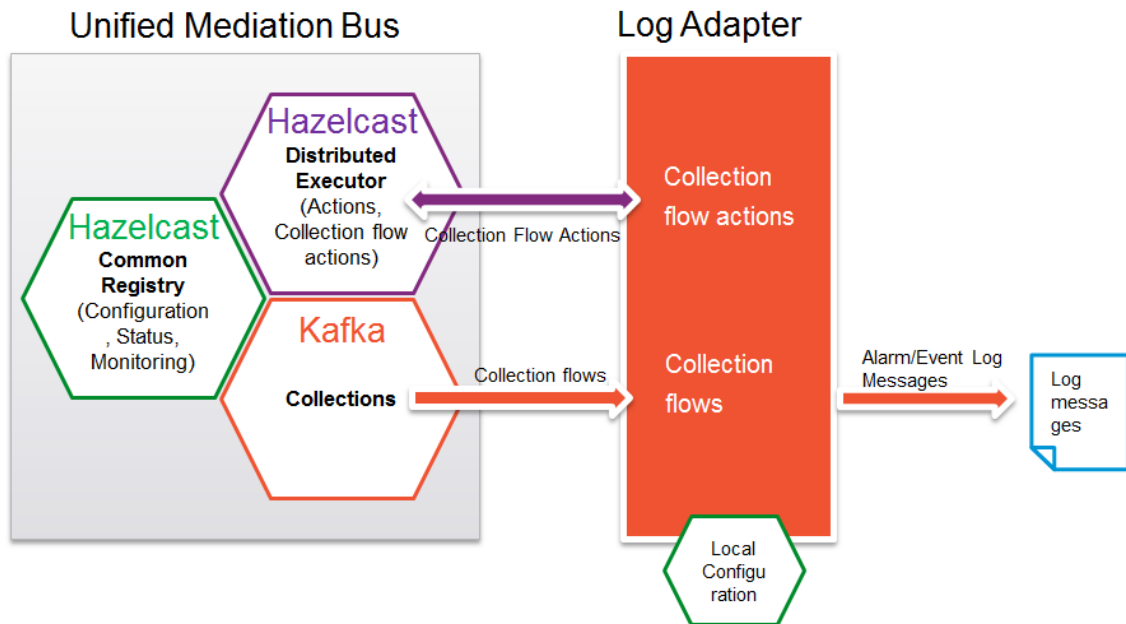 Unified Mediation Bus
Log Adapter
Hazelcast
Distributed
Executor
(Actions,
Collection flow
actions)
Hazelcast
Common
Registry
(Configuration
, Status,
Monitoring)
Kafka
Collections
Collection Flow Actions
Collection flows
Collection
flow actions
Collection
flows
Alarm/Event Log
Messages
Log
messa
ges
Local
Configu
ration